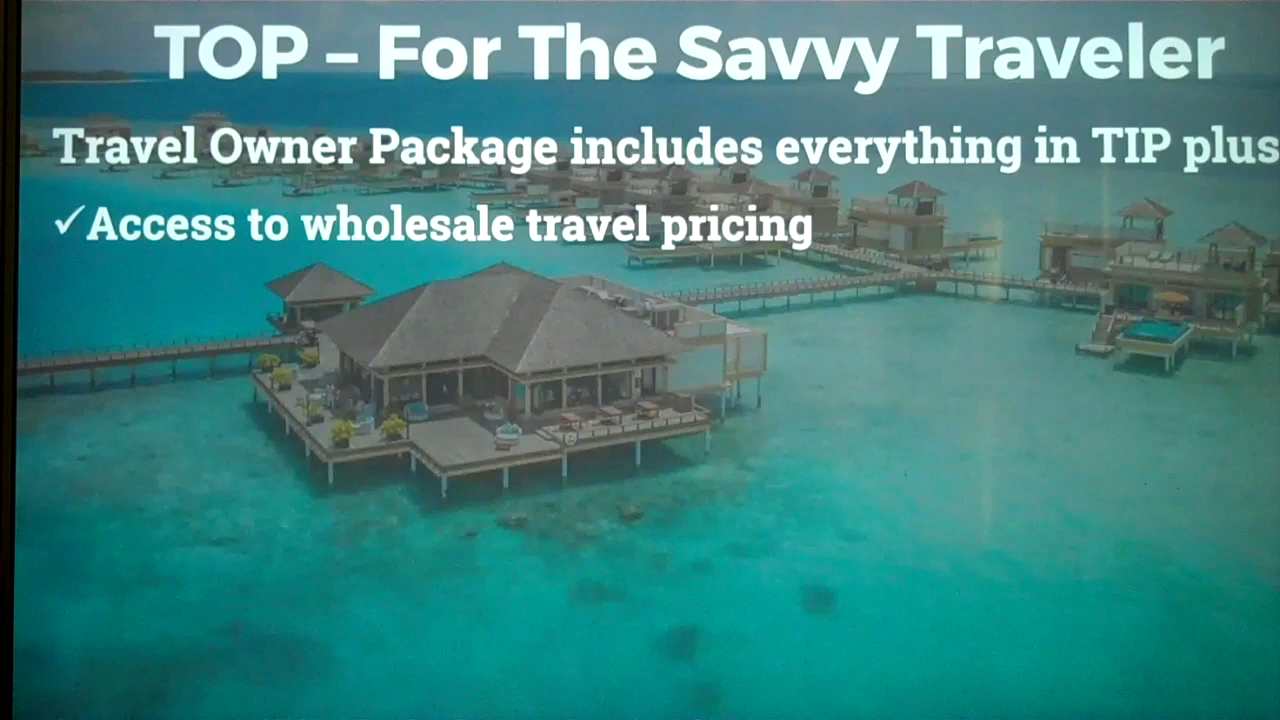 TOP – For The Savvy Traveler
Travel Owner Package includes everything in TIP plus
✓Access to wholesale travel pricing